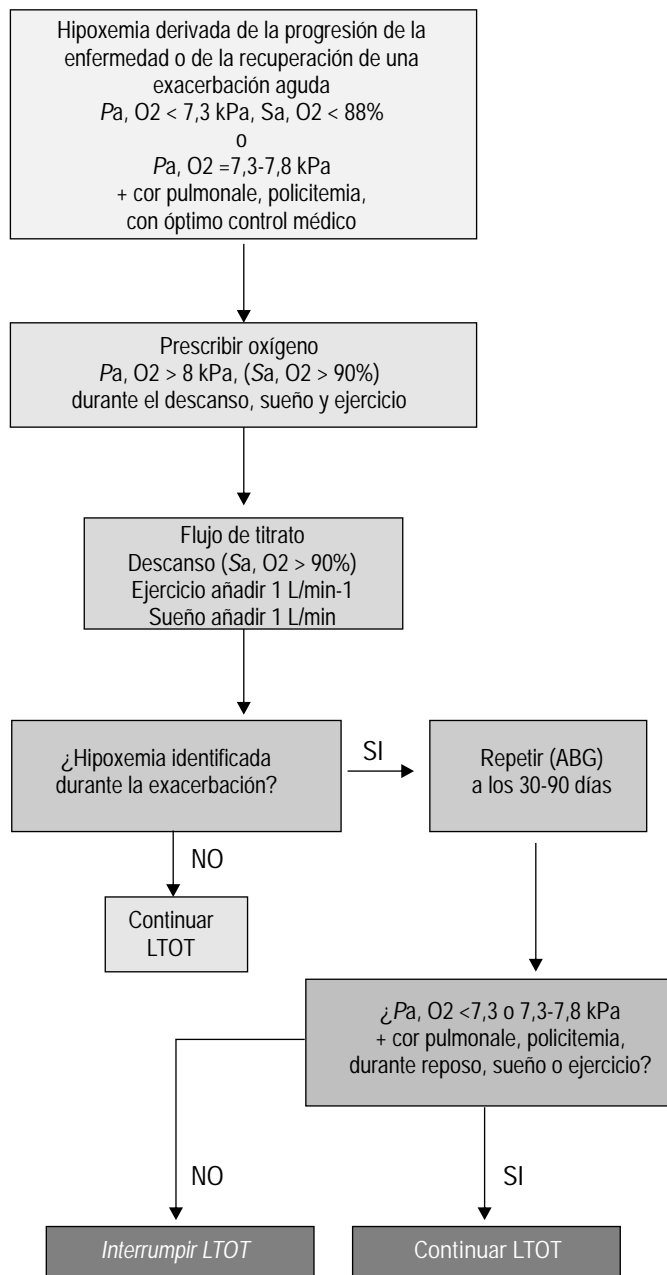 Hipoxemia derivada de la progresión de la
enfermedad o de la recuperación de una
exacerbación aguda
Pa, O2 < 7,3 kPa, Sa, O2 < 88%
o
Pa, O2 =7,3-7,8 kPa
+ cor pulmonale, policitemia,
con óptimo control médico
Prescribir oxígeno
Pa, O2 > 8 kPa, (Sa, O2 > 90%)
durante el descanso, sueño y ejercicio
Flujo de titrato
Descanso (Sa, O2 > 90%)
Ejercicio añadir 1 L/min-1
Sueño añadir 1 L/min
¿Hipoxemia identificada
durante la exacerbación?
SI
Repetir (ABG)
a los 30-90 días
NO
Continuar
LTOT
¿Pa, O2 <7,3 o 7,3-7,8 kPa
+ cor pulmonale, policitemia,
durante reposo, sueño o ejercicio?
NO
SI
Interrumpir LTOT
Continuar LTOT